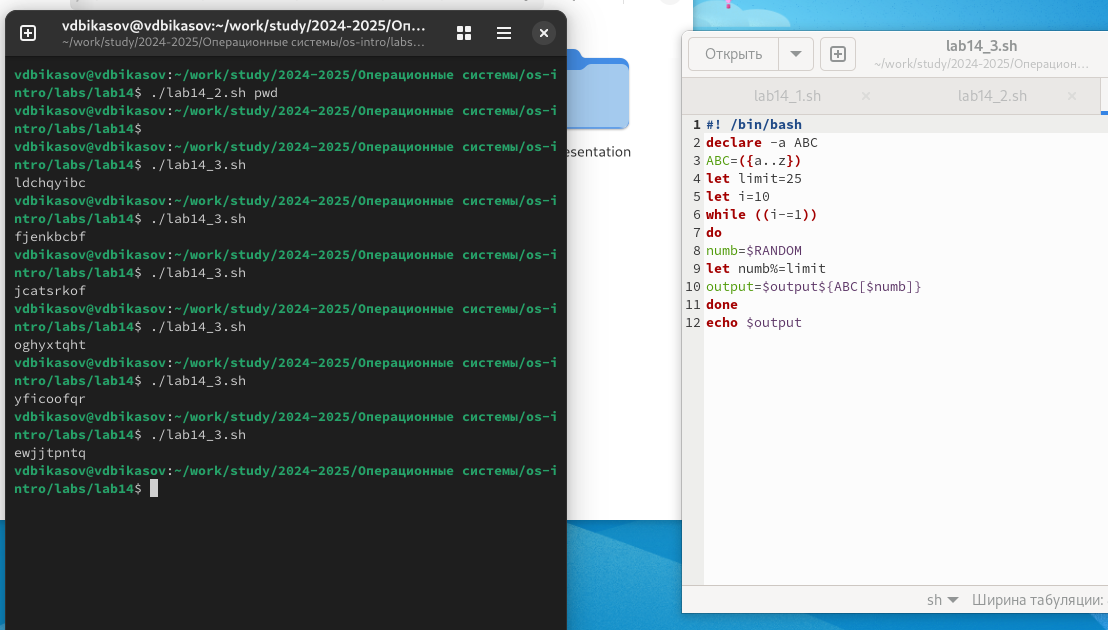 vdbikasov@vdbikasov:~/work/study/2024-2025/Оп...
~/work/study/2024-2025/Операционные системы/os-intro/labs...
vdbikasov@vdbikasov:~/work/study/2024-2025/Операционные системы/os-i
ntro/labs/lab14$ ./lab14_2.sh pwd
vdbikasov@vdbikasov:~/work/study/2024-2025/Операционные системы/os-i
ntro/labs/lab14$
vdbikasov@vdbikasov:~/work/study/2024-2025/Операционные системы/os-i
ntro/labs/lab14$ ./lab14_3.sh
ldchqyibc
vdbikasov@vdbikasov:~/work/study/2024-2025/Операционные системы/os-i
ntro/labs/lab14$ ./lab14_3.sh
fjenkbcbf
vdbikasov@vdbikasov:~/work/study/2024-2025/Операционные системы/os-i
ntro/labs/lab14$ ./lab14_3.sh
jcatsrkof
vdbikasov@vdbikasov:~/work/study/2024-2025/Операционные системы/os-i
ntro/labs/lab14$ ./lab14_3.sh
oghyxtqht
vdbikasov@vdbikasov:~/work/study/2024-2025/Операционные системы/os-i
ntro/labs/lab14$ ./lab14_3.sh
yficoofqr
vdbikasov@vdbikasov:~/work/study/2024-2025/Операционные системы/os-i
ntro/labs/lab14$ ./lab14_3.sh
ewjjtpntq
vdbikasov@vdbikasov:~/work/study/2024-2025/Операционные системы/os-i
ntro/labs/lab14$
esentation
Открыть
lab14_3.sh
~/work/study/2024-2025/Операцион...
lab14_1.sh
lab14_2.sh
1 #! /bin/bash
2 declare -a ABC
3 ABC=({a..z})
4 let limit=25
5 let i=10
6 while ((i-=1))
7 do
8 numb=$RANDOM
9 let numb%=limit
10 output=$output${ABC[$numb]}
11 done
12 echo $output
sh
Ширина табуляции: